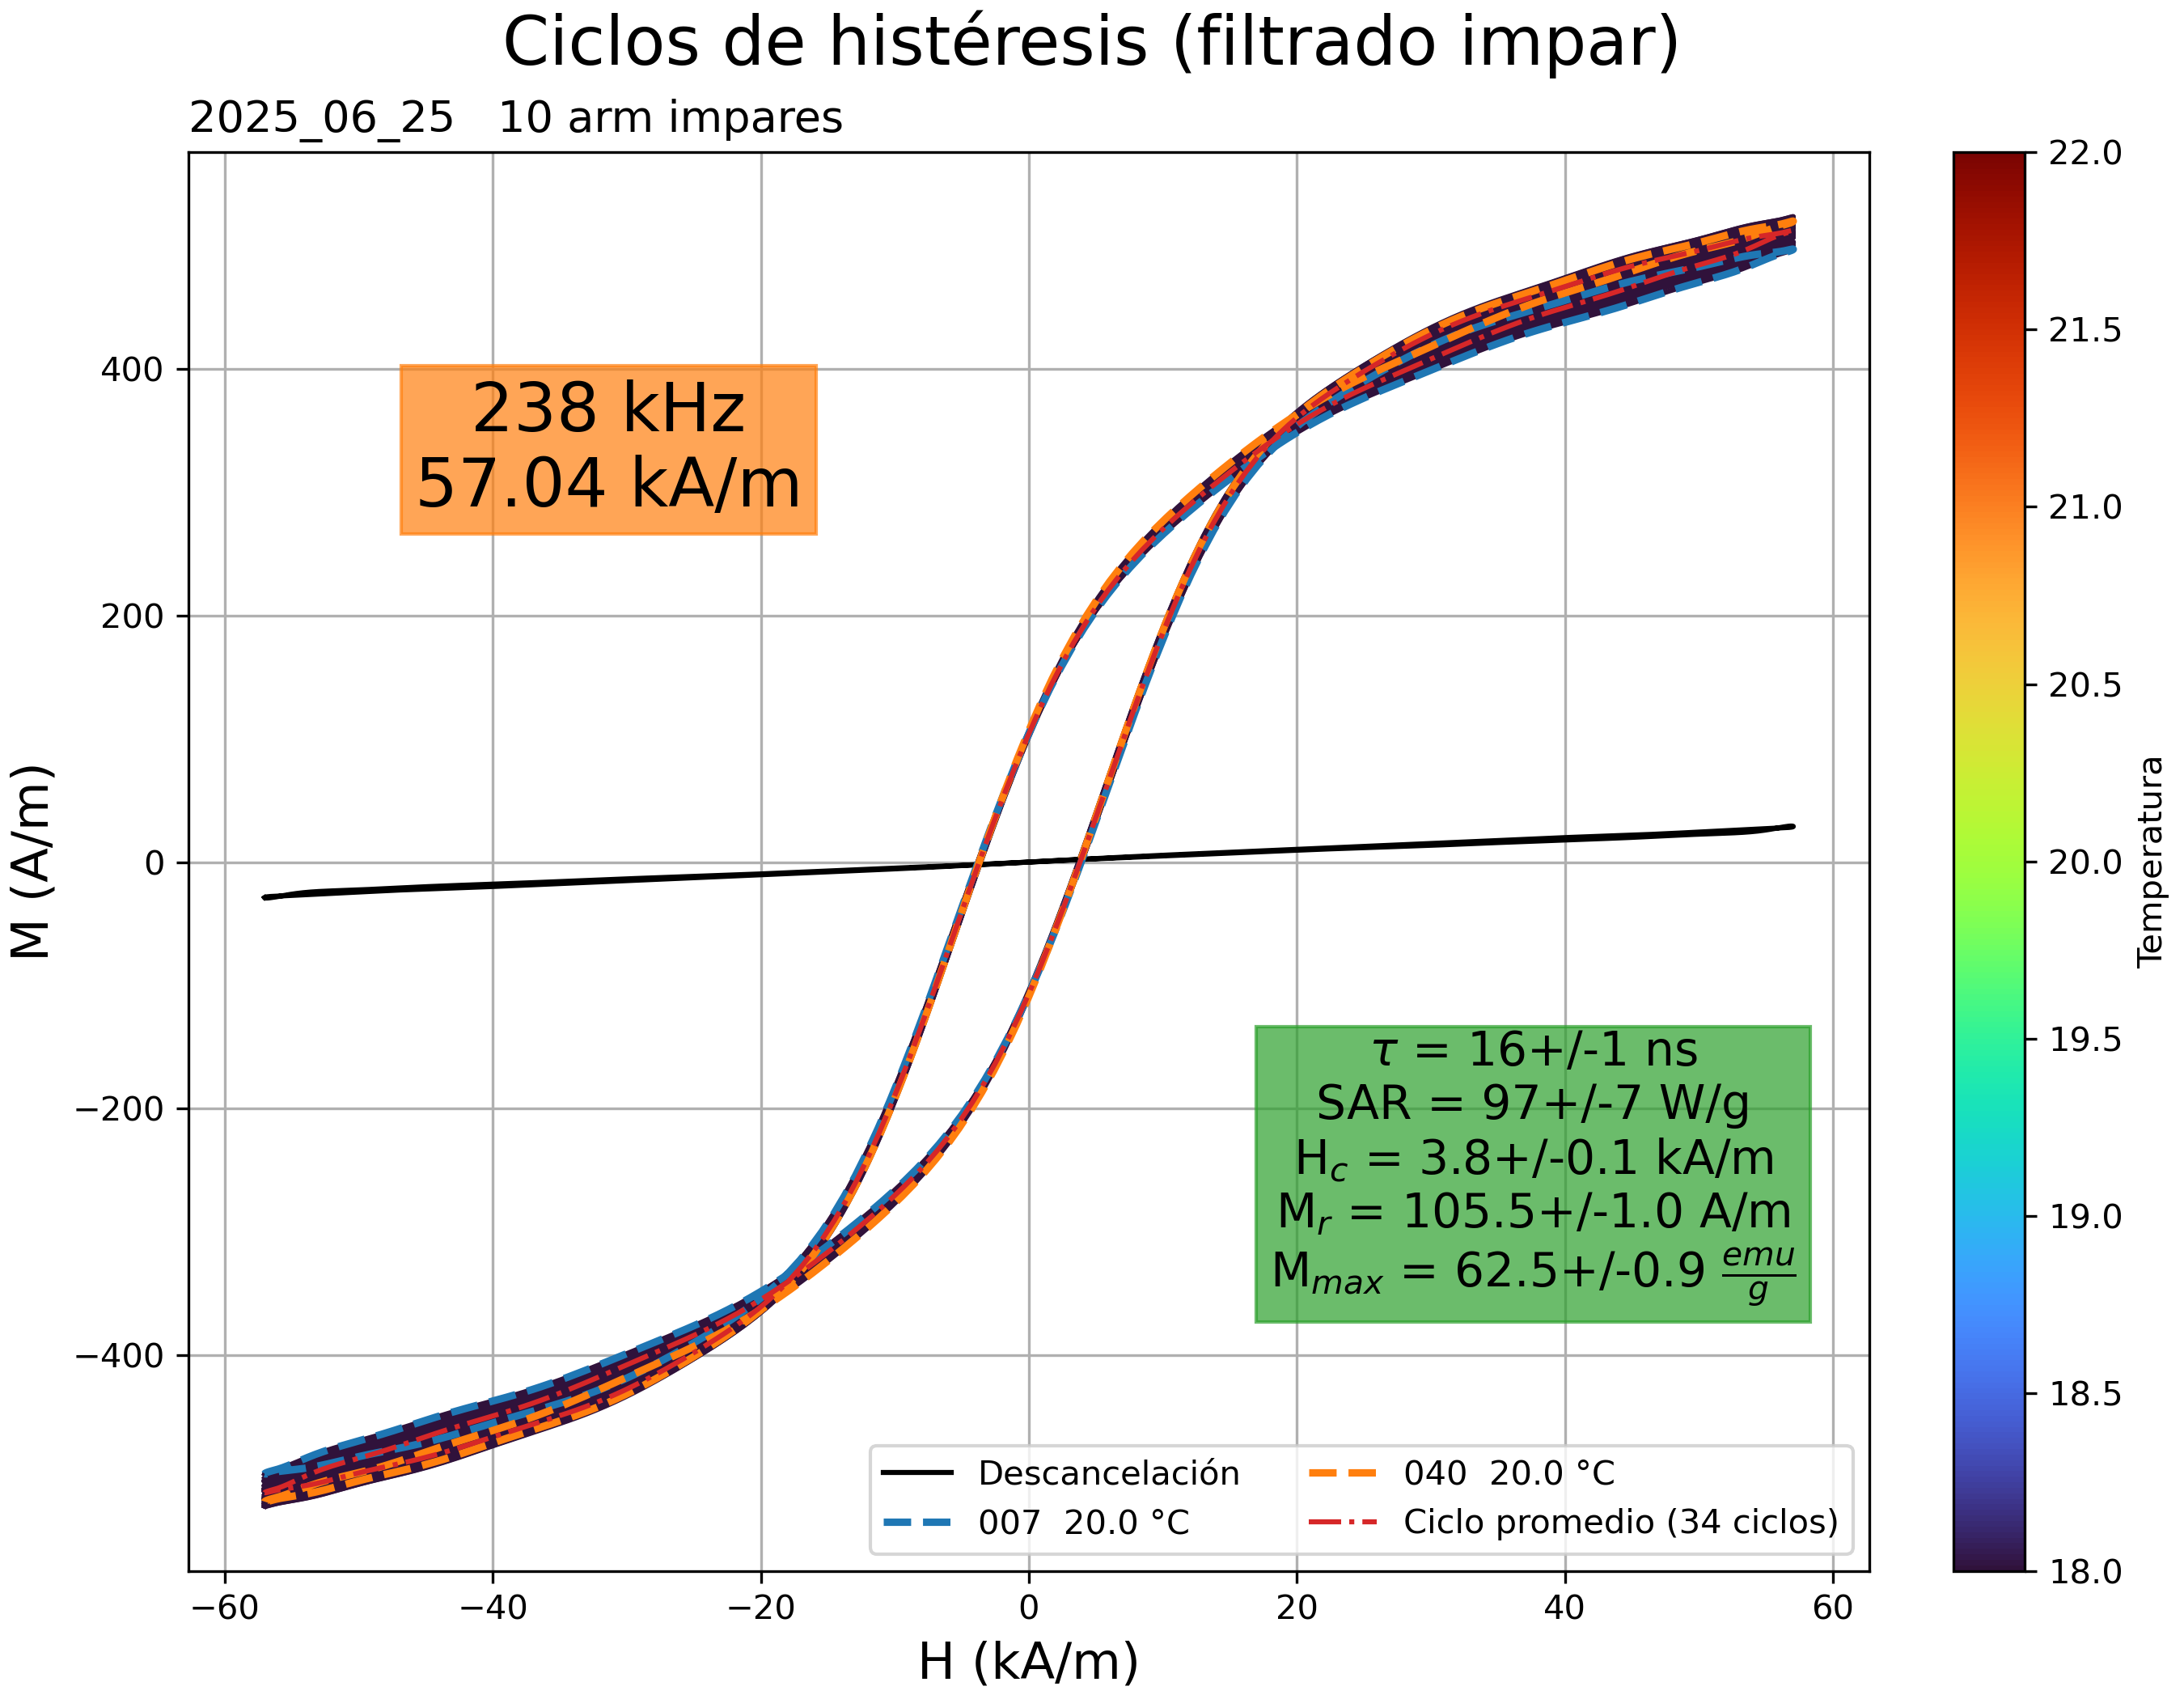 Ciclos de histéresis (filtrado impar)
2025_06_25   10 arm impares
238 kHz
57.04 kA/m
M (A/m)
400
200
0
−200
−400
−60
−40
−20
0
20
40
60
H (kA/m)
τ = 16+/-1 ns
SAR = 97+/-7 W/g
H_c = 3.8+/-0.1 kA/m
M_r = 105.5+/-1.0 A/m
M_max = 62.5+/-0.9 emu/g
Descancelación
007  20.0 °C
040  20.0 °C
Ciclo promedio (34 ciclos)
22.0
21.5
21.0
20.5
20.0
19.5
19.0
18.5
18.0
Temperatura